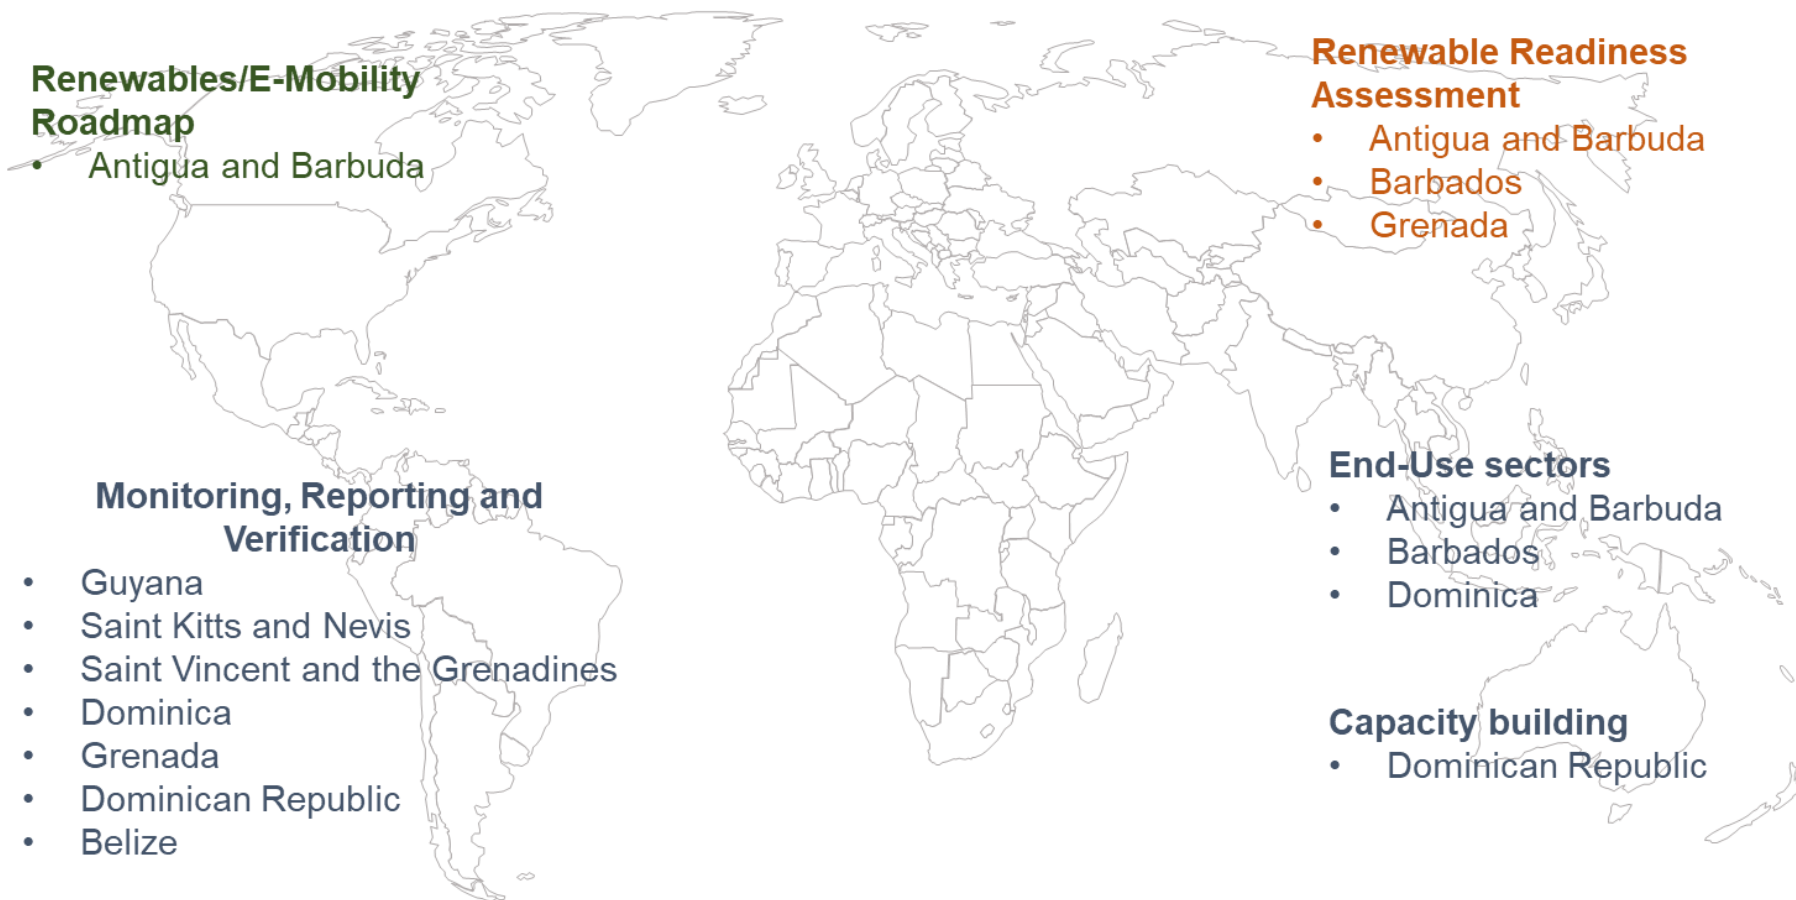 Renewables/E-Mobility
Roadmap
• Antigua and Barbuda
Renewable Readiness
Assessment
• Antigua and Barbuda
• Barbados
• Grenada
Monitoring, Reporting and
Verification
• Guyana
• Saint Kitts and Nevis
• Saint Vincent and the Grenadines
• Dominica
• Grenada
• Dominican Republic
• Belize
End-Use sectors
• Antigua and Barbuda
• Barbados
• Dominica
Capacity building
• Dominican Republic